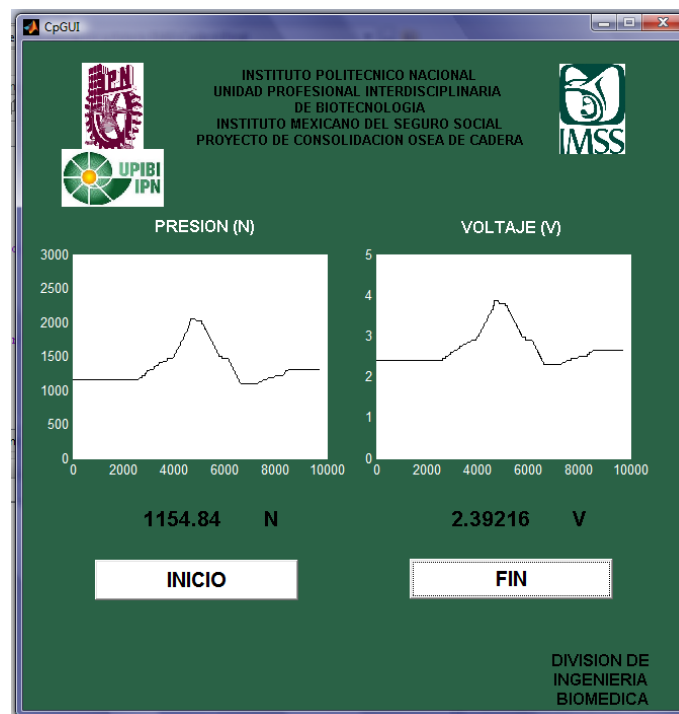 CpGUI
INSTITUTO POLITECNICO NACIONAL
UNIDAD PROFESIONAL INTERDISCIPLINARIA
DE BIOTECNOLOGIA
INSTITUTO MEXICANO DEL SEGURO SOCIAL
PROYECTO DE CONSOLIDACION OSEA DE CADERA
IPN
UPIBI
IPN
IMSS
PRESION (N)
3000
2500
2000
1500
1000
500
0
0 2000 4000 6000 8000 10000
VOLTAJE (V)
5
4
3
2
1
0
0 2000 4000 6000 8000 10000
1154.84 N
2.39216 V
INICIO
FIN
DIVISION DE
INGENIERIA
BIOMEDICA